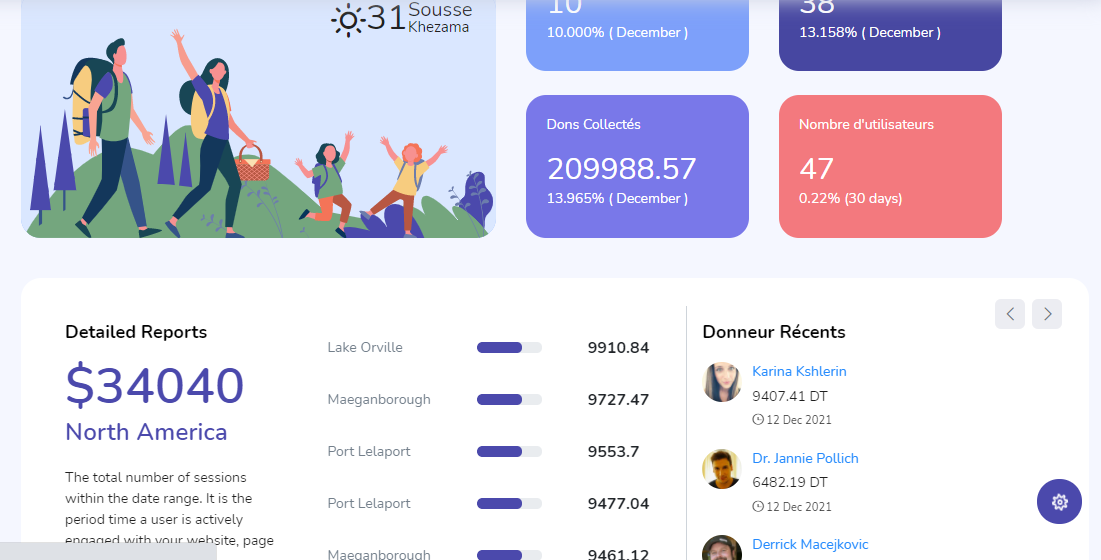 31 Sousse
Khezama
10
10.000% ( December )
38
13.158% ( December )
Dons Collectés
209988.57
13.965% ( December )
Nombre d'utilisateurs
47
0.22% (30 days)
Detailed Reports
$34040
North America
The total number of sessions
within the date range. It is the
period time a user is actively
engaged with your website, page
Lake Orville 9910.84
Maeganborough 9727.47
Port Lelaport 9553.7
Port Lelaport 9477.04
Maeganborough 9461.12
Donneur Récents
Karina Kshlerin
9407.41 DT
12 Dec 2021
Dr. Jannie Pollich
6482.19 DT
12 Dec 2021
Derrick Macejkovic